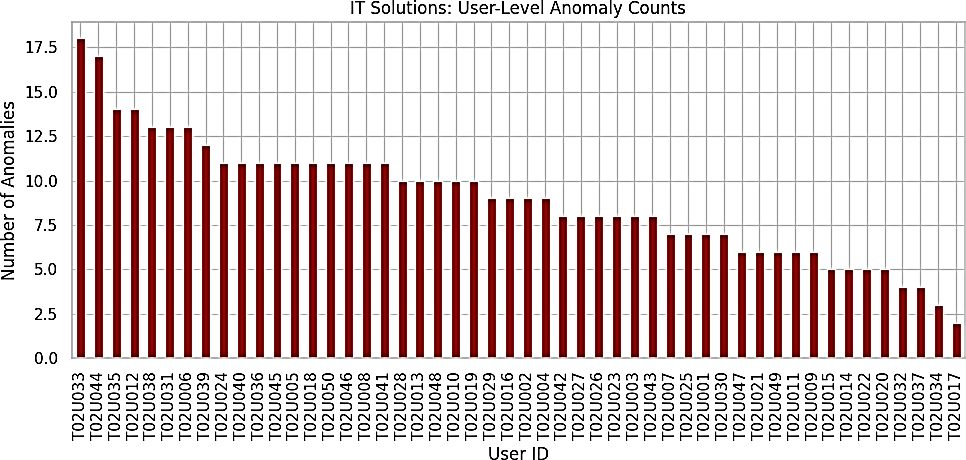 IT Solutions: User-Level Anomaly Counts
Number of Anomalies
17.5
15.0
12.5
10.0
7.5
5.0
2.5
0.0
T02U033
T02U044
T02U035
T02U012
T02U038
T02U031
T02U006
T02U039
T02U024
T02U040
T02U036
T02U045
T02U005
T02U018
T02U050
T02U046
T02U008
T02U041
T02U028
T02U013
T02U048
T02U010
T02U019
T02U029
T02U016
T02U002
T02U004
T02U042
T02U027
T02U026
T02U023
T02U003
T02U043
T02U007
T02U025
T02U001
T02U030
T02U047
T02U021
T02U049
T02U011
T02U009
T02U015
T02U014
T02U022
T02U020
T02U032
T02U037
T02U034
T02U017
User ID